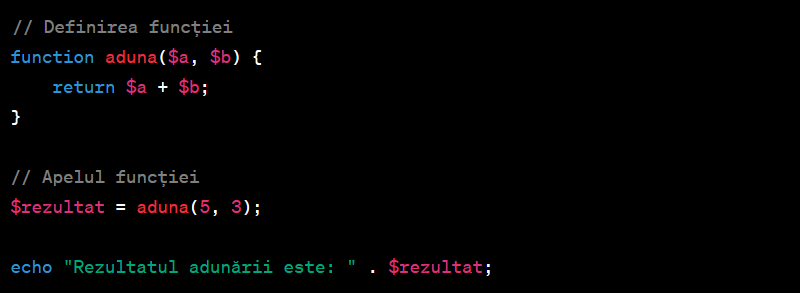 // Definirea funcției
function aduna($a, $b) {
    return $a + $b;
}
// Apelul funcției
$rezultat = aduna(5, 3);
echo "Rezultatul adunării este: " . $rezultat;